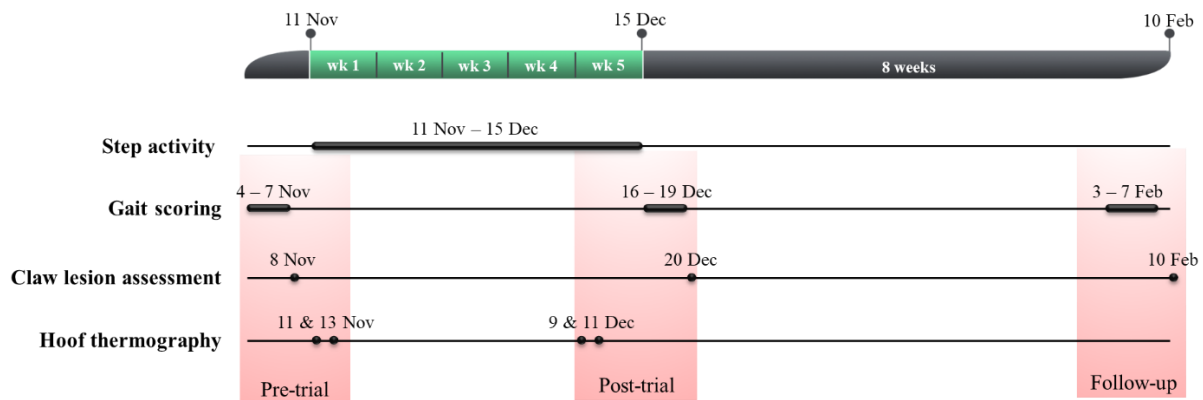 11 Nov
15 Dec
10 Feb
wk 1
wk 2
wk 3
wk 4
wk 5
8 weeks
Step activity
11 Nov – 15 Dec
Gait scoring
4 – 7 Nov
16 – 19 Dec
3 – 7 Feb
Claw lesion assessment
8 Nov
20 Dec
10 Feb
Hoof thermography
11 & 13 Nov
9 & 11 Dec
Pre-trial
Post-trial
Follow-up